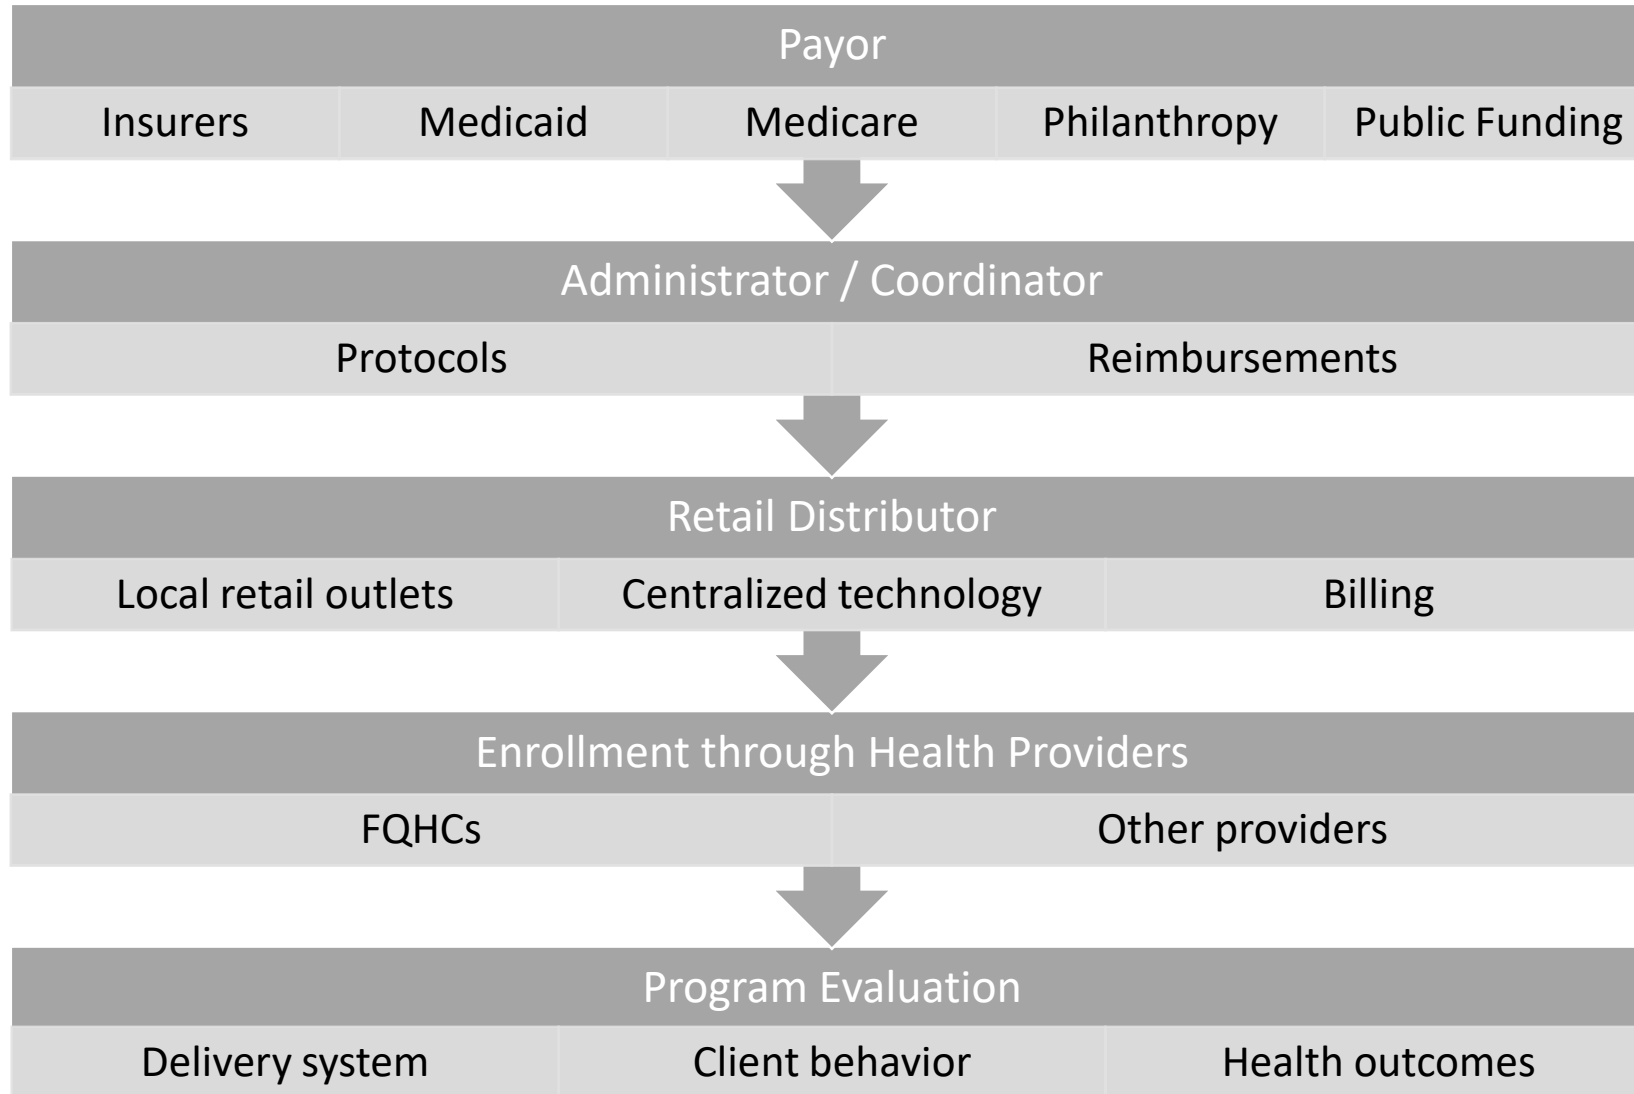 Payor
Insurers Medicaid Medicare Philanthropy Public Funding
Administrator / Coordinator
Protocols Reimbursements
Retail Distributor
Local retail outlets Centralized technology Billing
Enrollment through Health Providers
FQHCs Other providers
Program Evaluation
Delivery system Client behavior Health outcomes